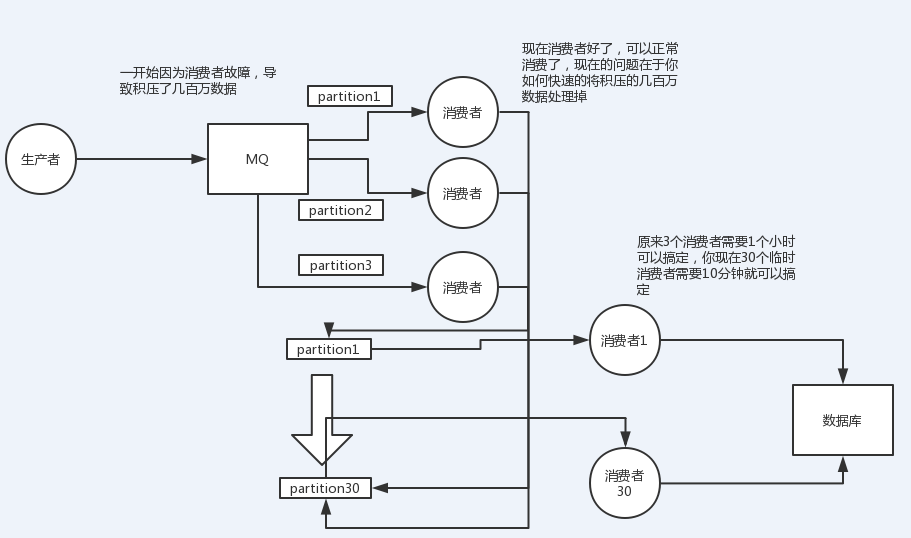 一开始因为消费者故障，导
致积压了几百万数据
现在消费者好了，可以正常
消费了，现在的问题在于你
如何快速的将积压的几百万
数据处理掉
partition1
消费者
生产者
MQ
消费者
partition2
partition3
消费者
原来3个消费者需要1个小时
可以搞定，你现在30个临时
消费者需要10分钟就可以搞
定
partition1
消费者1
数据库
partition30
消费者
30